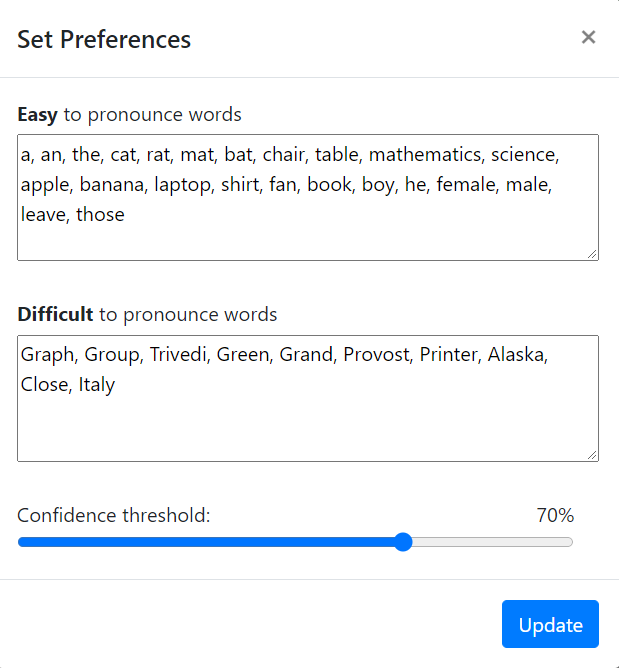 Set Preferences ×
Easy to pronounce words
a, an, the, cat, rat, mat, bat, chair, table, mathematics, science,
apple, banana, laptop, shirt, fan, book, boy, he, female, male,
leave, those
Difficult to pronounce words
Graph, Group, Trivedi, Green, Grand, Provost, Printer, Alaska,
Close, Italy
Confidence threshold: 70%
Update